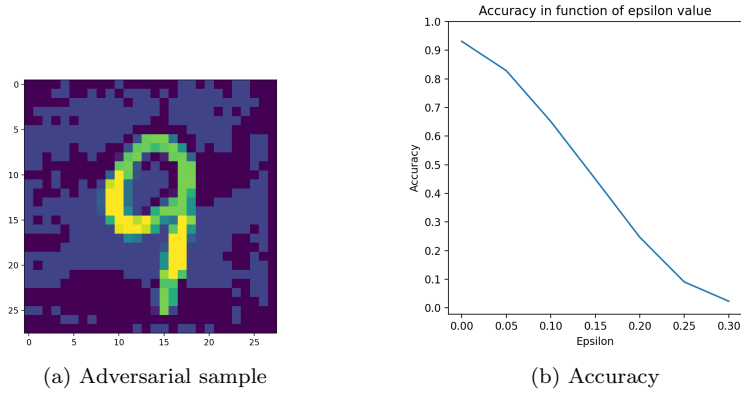 0
5
10
15
20
25
0 5 10 15 20 25
(a) Adversarial sample
Accuracy in function of epsilon value
1.0
0.9
0.8
0.7
0.6
0.5
0.4
0.3
0.2
0.1
0.0
Accuracy
0.00 0.05 0.10 0.15 0.20 0.25 0.30
Epsilon
(b) Accuracy